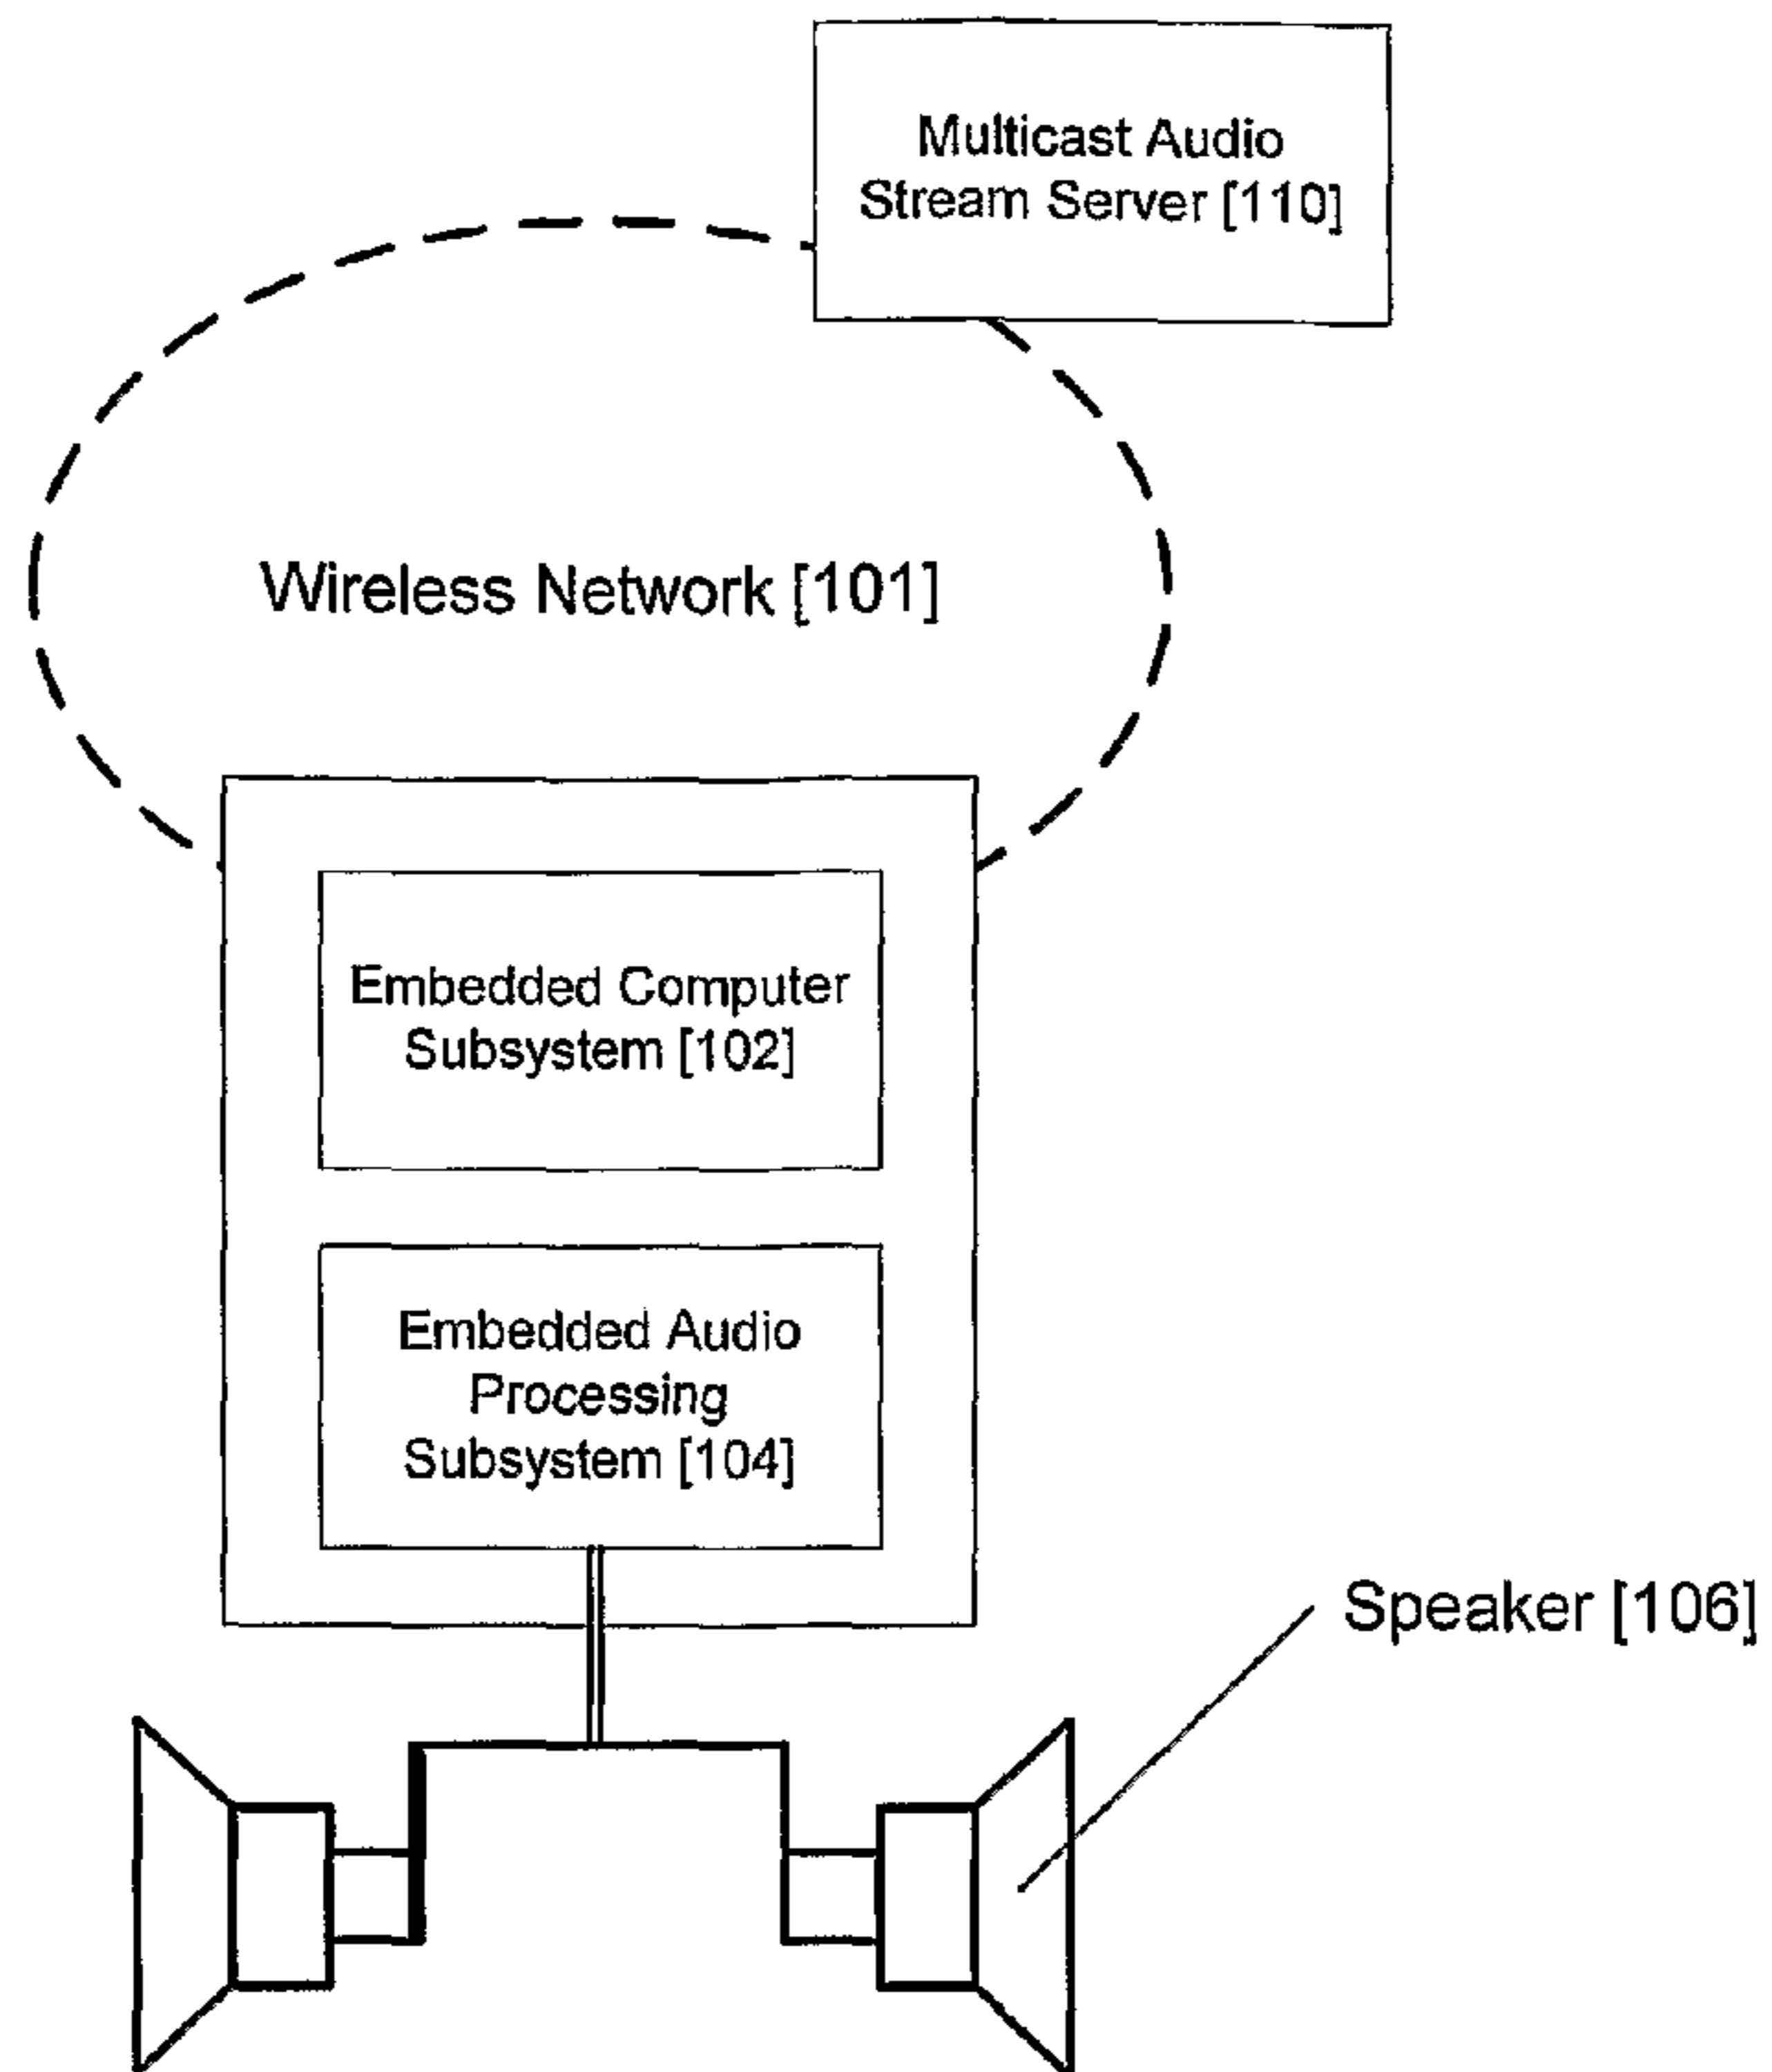 Multicast Audio
Stream Server [110]
Wireless Network [101]
Embedded Computer
Subsystem [102]
Embedded Audio
Processing
Subsystem [104]
Speaker [106]